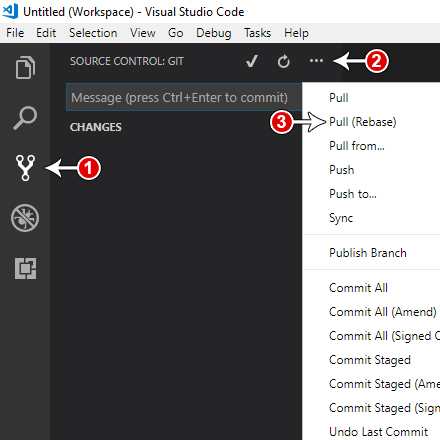 Untitled (Workspace) - Visual Studio Code
File Edit Selection View Go Debug Tasks Help
SOURCE CONTROL: GIT
2
Message (press Ctrl+Enter to commit)
CHANGES
1
3
Pull
Pull (Rebase)
Pull from...
Push
Push to...
Sync
Publish Branch
Commit All
Commit All (Amend)
Commit All (Signed O
Commit Staged
Commit Staged (Ame
Commit Staged (Sign
Undo Last Commit